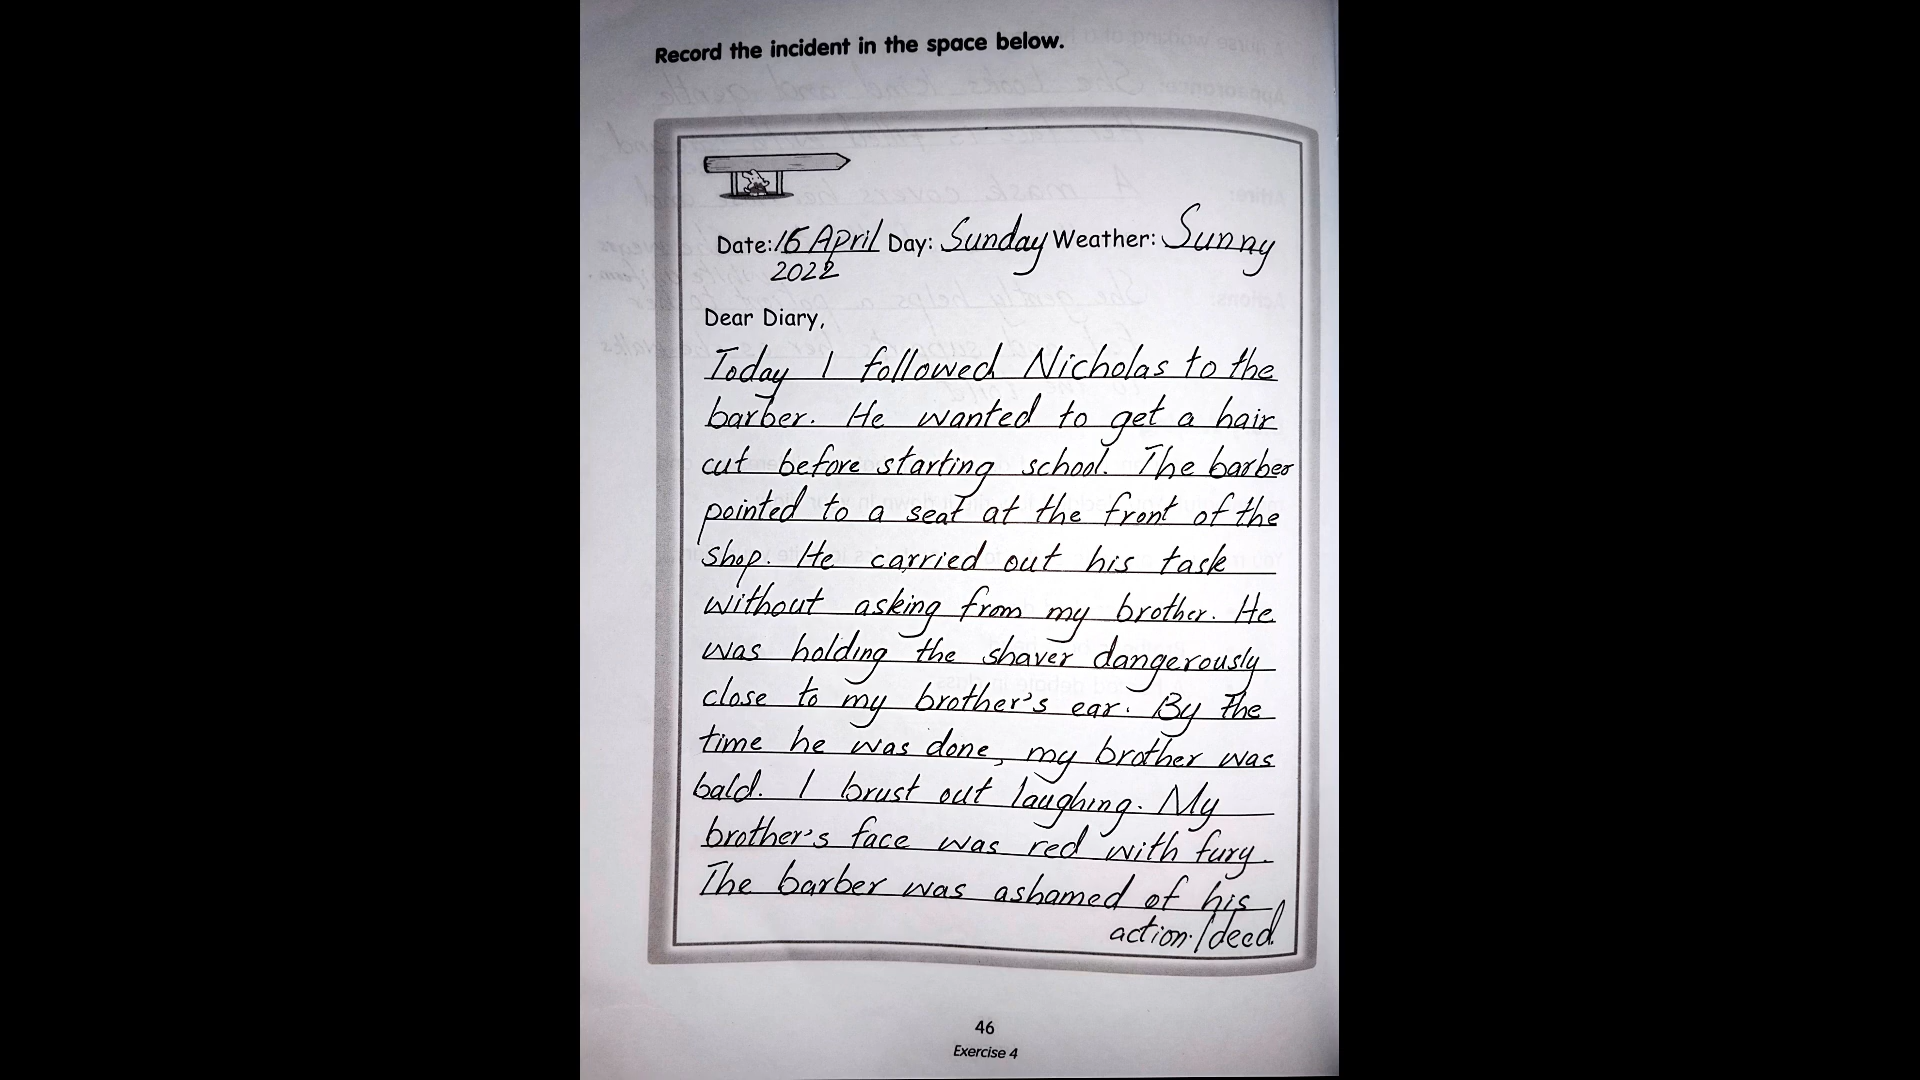 Record the incident in the space below.
Date: 16 April Day: Sunday Weather: Sunny
2022
Dear Diary,
Today I followed Nicholas to the
barber. He wanted to get a hair
cut before starting school. The barber
pointed to a seat at the front of the
shop. He carried out his task
without asking from my brother. He
was holding the shaver dangerously
close to my brother's ear. By the
time he was done, my brother was
bald. I brust out laughing. My
brother's face was red with fury.
The barber was ashamed of his
action./deed.
46
Exercise 4